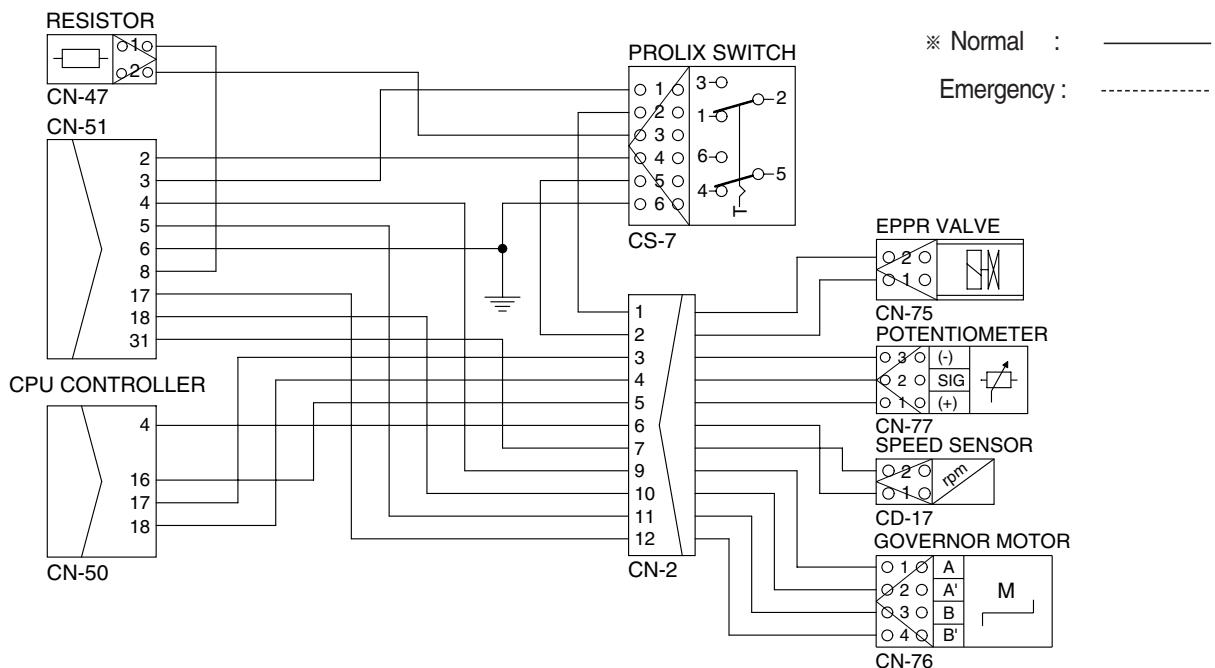 RESISTOR
1
2
CN-47
CN-51
2
3
4
5
6
8
17
18
31
CPU CONTROLLER
4
16
17
18
CN-50
PROLIX SWITCH
1
2
3
4
5
6
3
2
1
6
5
4
CS-7
1
2
3
4
5
6
7
9
10
11
12
CN-2
※ Normal :
Emergency :
EPPR VALVE
2
1
CN-75
POTENTIOMETER
3 (-)
2 SIG
1 (+)
CN-77
SPEED SENSOR
2
1
rpm
CD-17
GOVERNOR MOTOR
1 A
2 A'
3 B
4 B'
M
CN-76